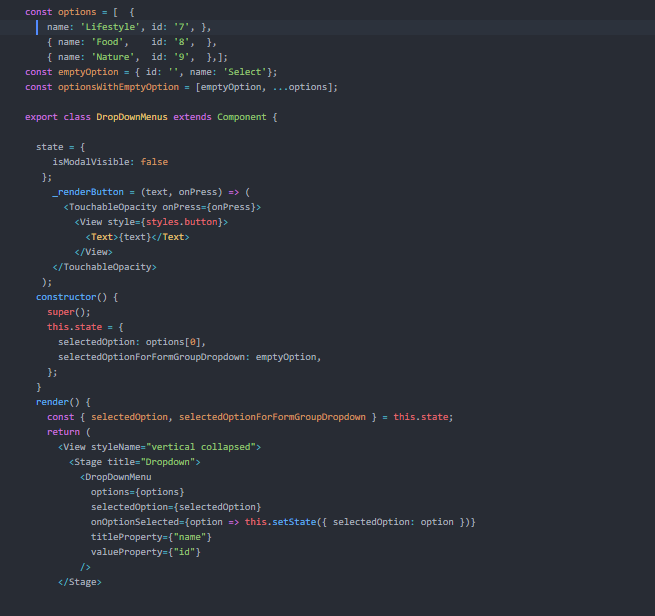 const options = [  {
    name: 'Lifestyle', id: '7', },
    { name: 'Food',    id: '8',  },
    { name: 'Nature',  id: '9',  },];
const emptyOption = { id: '', name: 'Select'};
const optionsWithEmptyOption = [emptyOption, ...options];

export class DropDownMenus extends Component {

  state = {
     isModalVisible: false
   };
     _renderButton = (text, onPress) => (
       <TouchableOpacity onPress={onPress}>
         <View style={styles.button}>
           <Text>{text}</Text>
         </View>
     </TouchableOpacity>
   );
  constructor() {
    super();
    this.state = {
      selectedOption: options[0],
      selectedOptionForFormGroupDropdown: emptyOption,
    };
  }
  render() {
    const { selectedOption, selectedOptionForFormGroupDropdown } = this.state;
    return (
      <View styleName="vertical collapsed">
        <Stage title="Dropdown">
          <DropDownMenu
            options={options}
            selectedOption={selectedOption}
            onOptionSelected={option => this.setState({ selectedOption: option })}
            titleProperty={"name"}
            valueProperty={"id"}
          />
      </Stage>